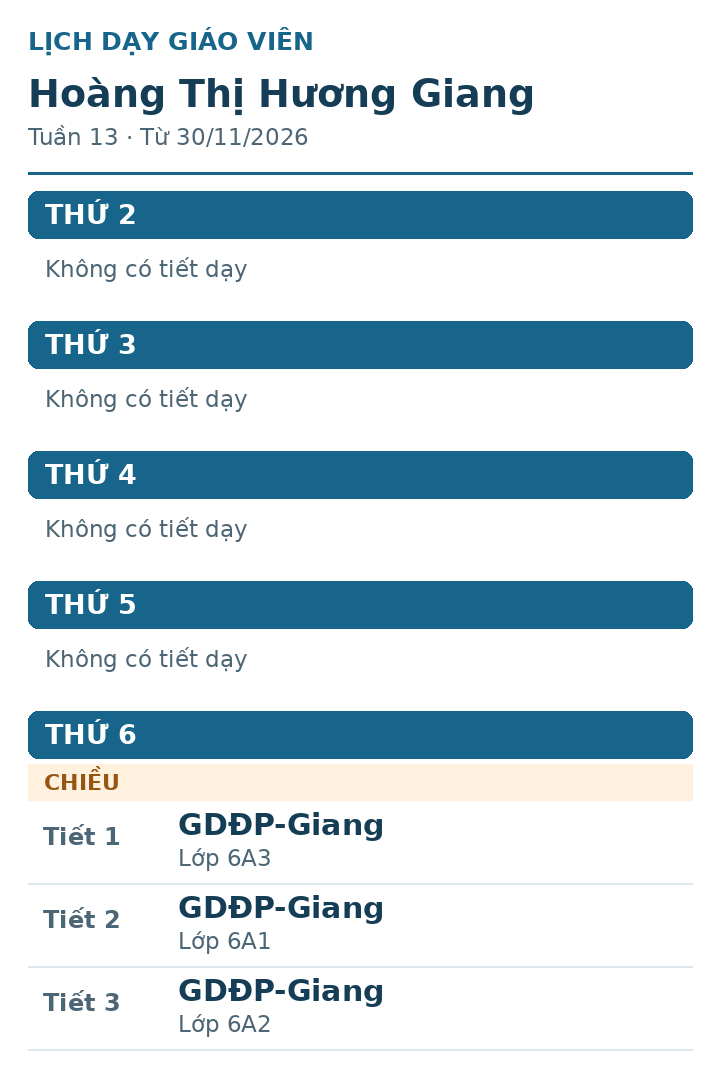 LỊCH DẠY GIÁO VIÊN
Hoàng Thị Hương Giang
Tuần 13 · Từ 30/11/2026
THỨ 2
Không có tiết dạy
THỨ 3
Không có tiết dạy
THỨ 4
Không có tiết dạy
THỨ 5
Không có tiết dạy
THỨ 6
CHIỀU
Tiết 1 GDĐP-Giang
Lớp 6A3
Tiết 2 GDĐP-Giang
Lớp 6A1
Tiết 3 GDĐP-Giang
Lớp 6A2